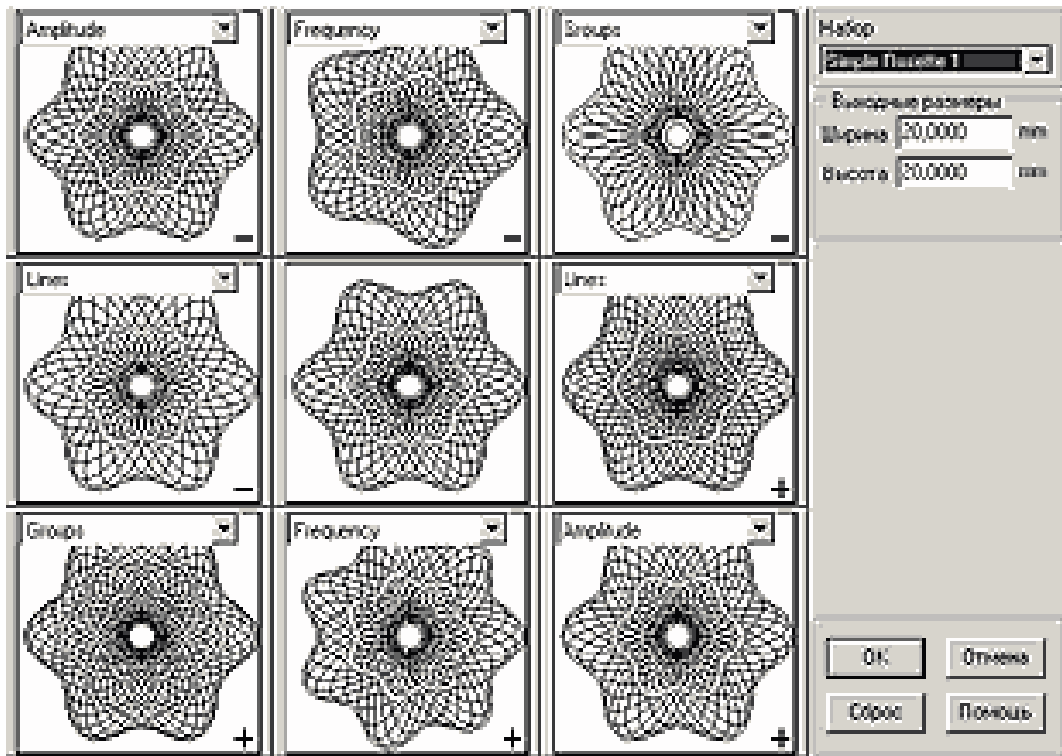 Amplitude
Frequency
Groups
Набор
Simple Rosette 1
Выходные размеры
Ширина 20.0000 mm
Высота 20.0000 mm
Lines
Lines
Groups
Frequency
Amplitude
OK
Отмена
Сброс
Помощь